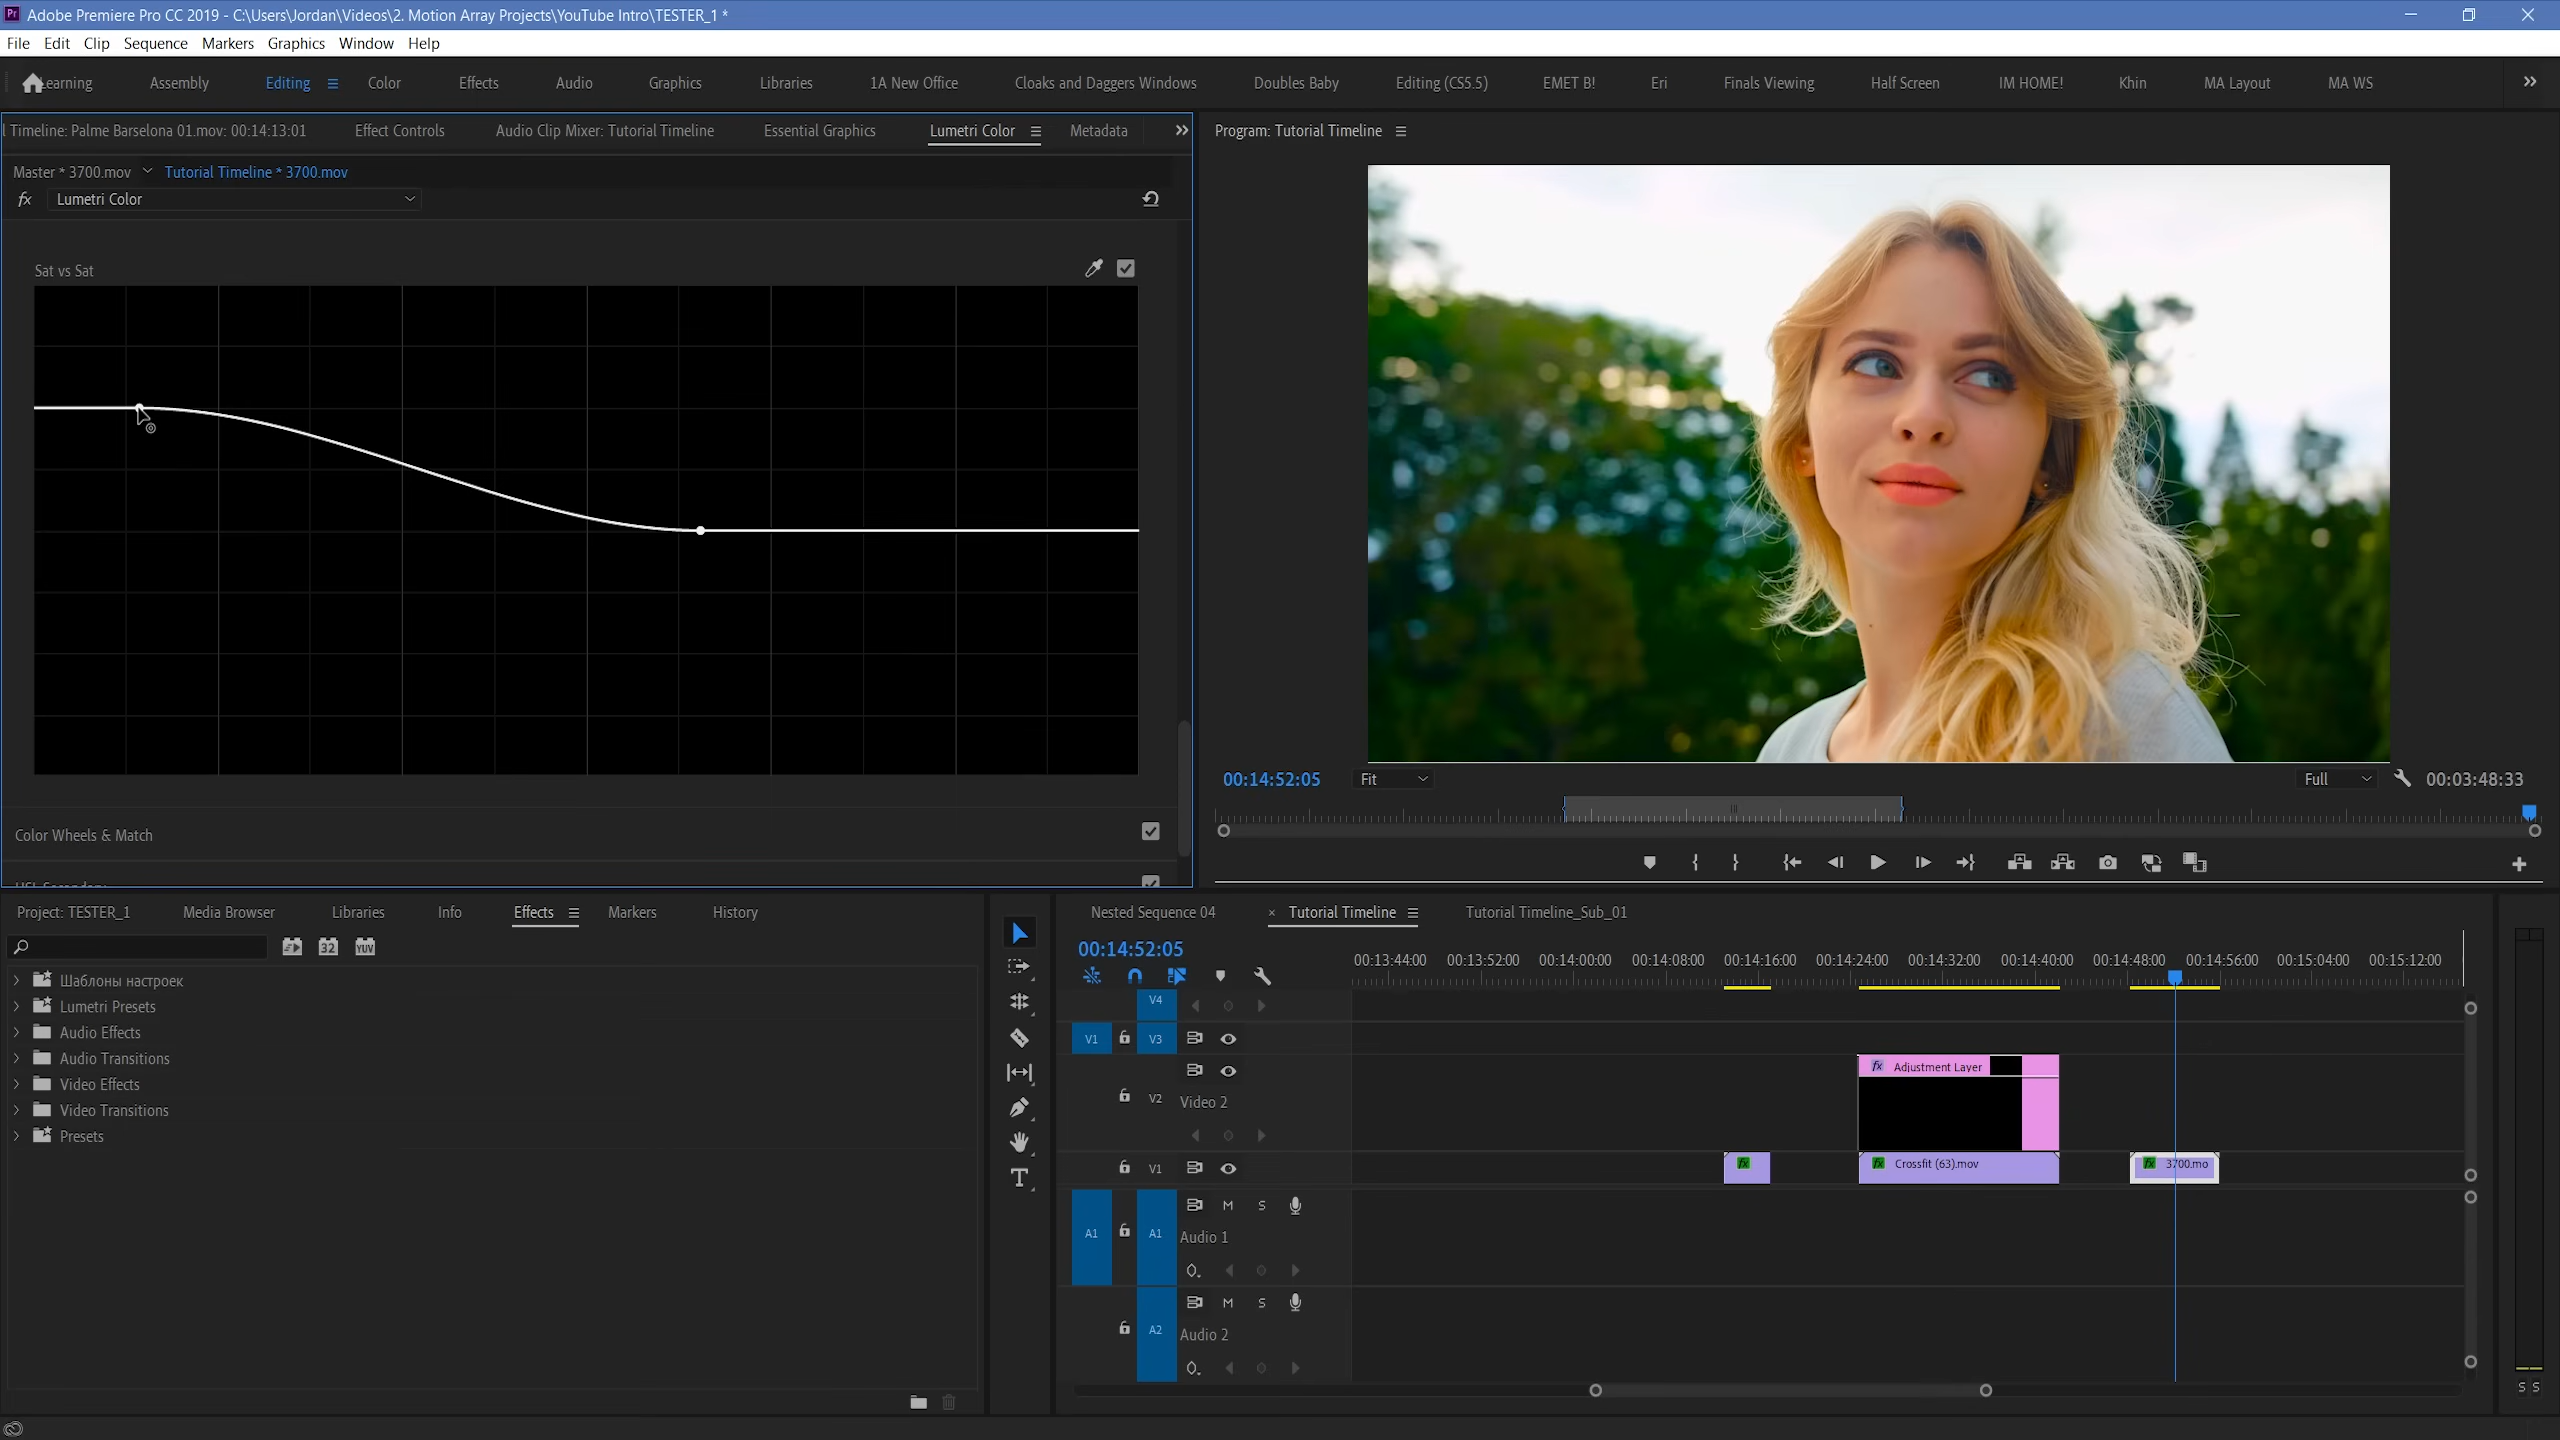 Adobe Premiere Pro CC 2019 - C:\Users\Jordan\Videos\2. Motion Array Projects\YouTube Intro\TESTER_1 *
File Edit Clip Sequence Markers Graphics Window Help
earning Assembly Editing Color Effects Audio Graphics Libraries 1A New Office Cloaks and Daggers Windows Doubles Baby Editing (CS5.5) EMET B! Eri Finals Viewing Half Screen IM HOME! Khin MA Layout MA WS
l Timeline: Palme Barselona 01.mov: 00:14:13:01 Effect Controls Audio Clip Mixer: Tutorial Timeline Essential Graphics Lumetri Color Metadata
Program: Tutorial Timeline
Master * 3700.mov Tutorial Timeline * 3700.mov
fx Lumetri Color
Sat vs Sat
00:14:52:05 Fit Full 00:03:48:33
Color Wheels & Match
HSL Secondary
Project: TESTER_1 Media Browser Libraries Info Effects Markers History
32 YUV
Шаблоны настроек
Lumetri Presets
Audio Effects
Audio Transitions
Video Effects
Video Transitions
Presets
Nested Sequence 04 × Tutorial Timeline Tutorial Timeline_Sub_01
00:14:52:05
00:13:44:00 00:13:52:00 00:14:00:00 00:14:08:00 00:14:16:00 00:14:24:00 00:14:32:00 00:14:40:00 00:14:48:00 00:14:56:00 00:15:04:00 00:15:12:00
V4
V1 V3
fx Adjustment Layer
V2 Video 2
V1
fx
fx Crossfit (63).mov
fx 3700.mo
M S
A1 A1 Audio 1
M S
A2 Audio 2
S S